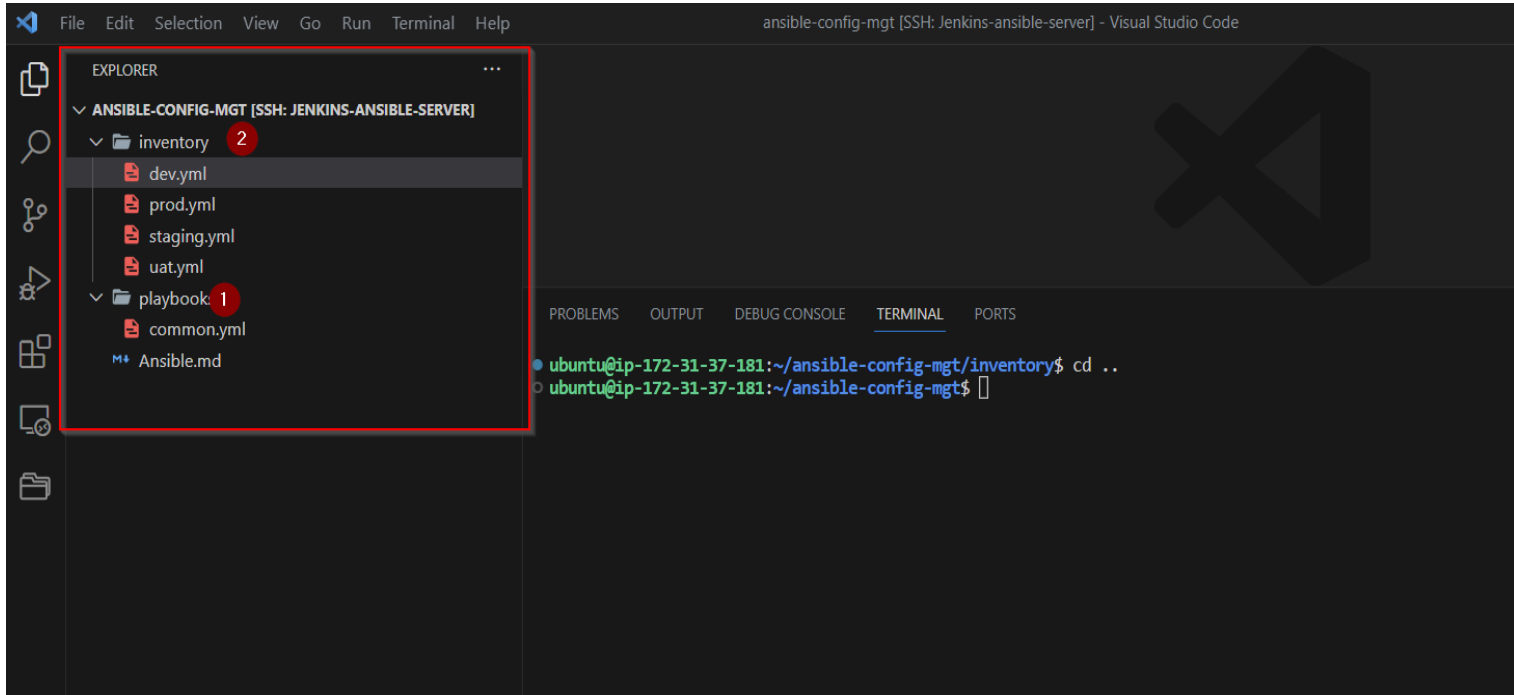 File Edit Selection View Go Run Terminal Help
ansible-config-mgt [SSH: Jenkins-ansible-server] - Visual Studio Code
EXPLORER
ANSIBLE-CONFIG-MGT [SSH: JENKINS-ANSIBLE-SERVER]
inventory 2
dev.yml
prod.yml
staging.yml
uat.yml
playbook 1
common.yml
M↓ Ansible.md
PROBLEMS OUTPUT DEBUG CONSOLE TERMINAL PORTS
ubuntu@ip-172-31-37-181:~/ansible-config-mgt/inventory$ cd ..
ubuntu@ip-172-31-37-181:~/ansible-config-mgt$